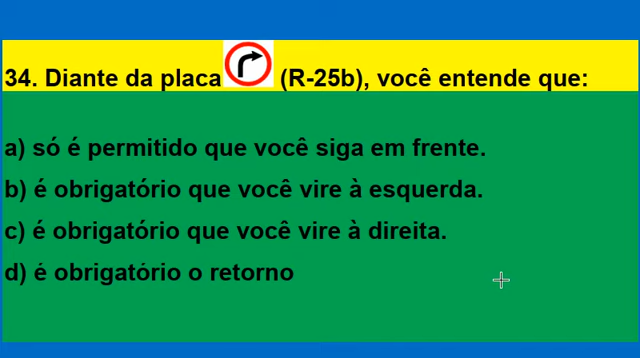 34. Diante da placa (R-25b), você entende que:
a) só é permitido que você siga em frente.
b) é obrigatório que você vire à esquerda.
c) é obrigatório que você vire à direita.
d) é obrigatório o retorno